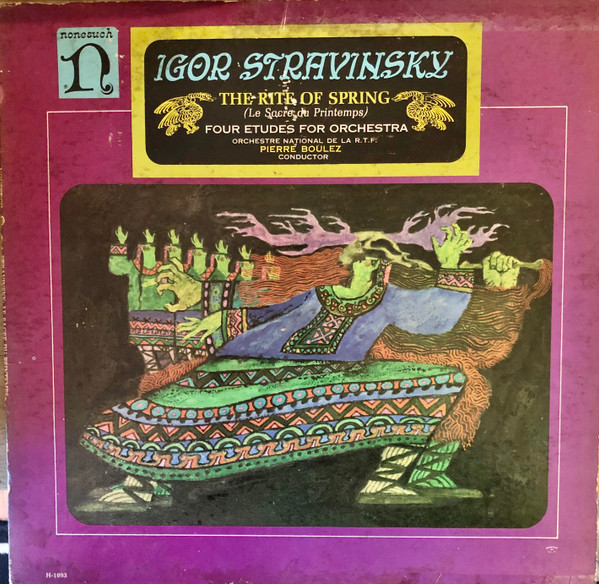 nonesuch
n
IGOR STRAVINSKY
THE RITE OF SPRING
(Le Sacre du Printemps)
FOUR ETUDES FOR ORCHESTRA
ORCHESTRE NATIONAL DE LA R.T.F.
PIERRE BOULEZ
CONDUCTOR
H-1093